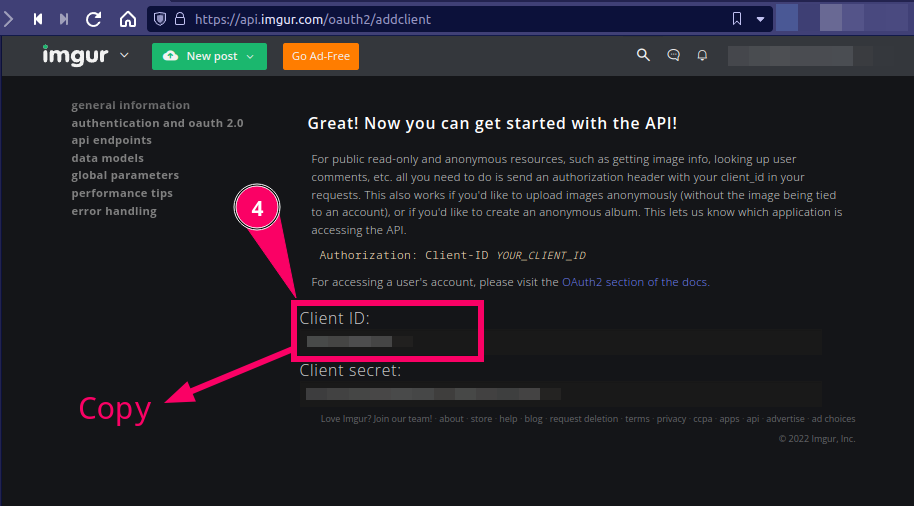 https://api.imgur.com/oauth2/addclient
imgur
New post
Go Ad-Free
general information
authentication and oauth 2.0
api endpoints
data models
global parameters
performance tips
error handling
Great! Now you can get started with the API!
For public read-only and anonymous resources, such as getting image info, looking up user
comments, etc. all you need to do is send an authorization header with your client_id in your
requests. This also works if you'd like to upload images anonymously (without the image being tied
to an account), or if you'd like to create an anonymous album. This lets us know which application is
accessing the API.
Authorization: Client-ID YOUR_CLIENT_ID
For accessing a user's account, please visit the OAuth2 section of the docs.
4
Client ID:
Client secret:
Copy
Love Imgur? Join our team! · about · store · help · blog · request deletion · terms · privacy · ccpa · apps · api · advertise · ad choices
© 2022 Imgur, Inc.